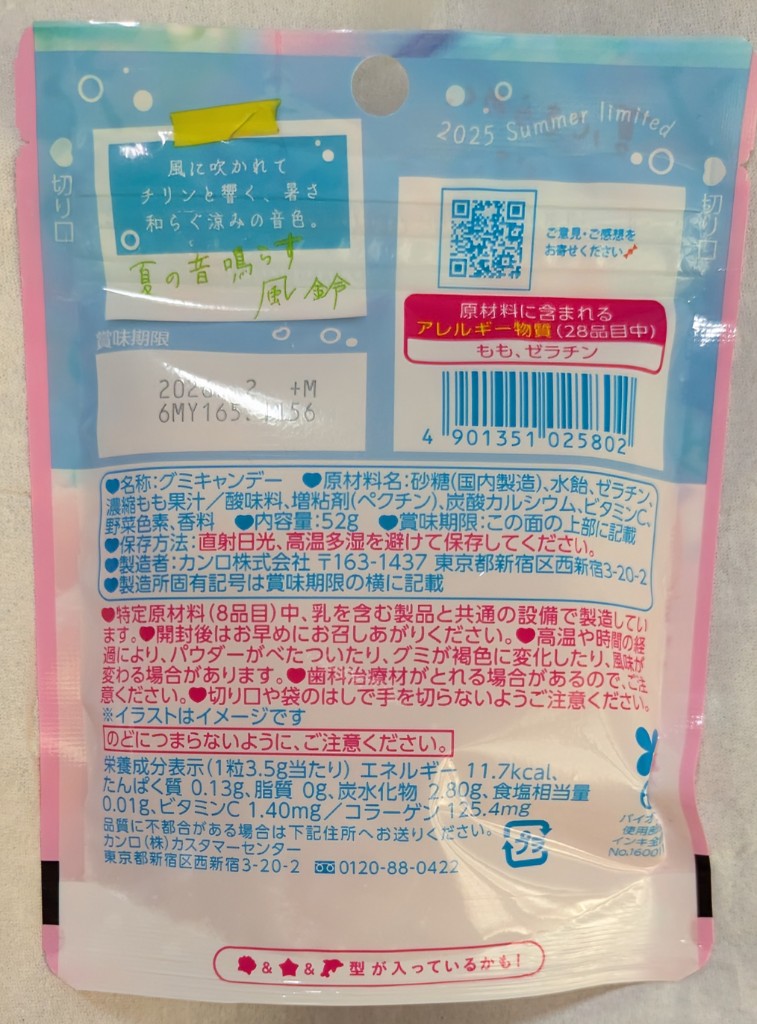 2025 Summer limited
切り口
切り口
風に吹かれて
チリンと響く、暑さ
和らぐ涼みの音色。
夏の音鳴らす
風鈴
ご意見・ご感想を
お寄せください
原材料に含まれる
アレルギー物質(28品目中)
もも、ゼラチン
賞味期限
+M
4 901351 025802
♥名称:グミキャンデー ♥原材料名:砂糖(国内製造)、水飴、ゼラチン、
濃縮もも果汁/酸味料、増粘剤(ペクチン)、炭酸カルシウム、ビタミンC、
野菜色素、香料 ♥内容量:52g ♥賞味期限:この面の上部に記載
♥保存方法:直射日光、高温多湿を避けて保存してください。
♥製造者:カンロ株式会社 〒163-1437 東京都新宿区西新宿3-20-2
♥製造所固有記号は賞味期限の横に記載
♥特定原材料(8品目)中、乳を含む製品と共通の設備で製造してい
ます。♥開封後はお早めにお召しあがりください。♥高温や時間の経
過により、パウダーがべたついたり、グミが褐色に変化したり、風味が
変わる場合があります。♥歯科治療材がとれる場合があるので、ご注
意ください。♥切り口や袋のはしで手を切らないようご注意ください。
※イラストはイメージです
のどにつまらないように、ご注意ください。
栄養成分表示(1粒3.5g当たり) エネルギー 11.7kcal、
たんぱく質 0.13g、脂質 0g、炭水化物 2.80g、食塩相当量
0.01g、ビタミンC 1.40mg/コラーゲン 125.4mg
品質に不都合がある場合は下記住所へお送りください。
カンロ(株)カスタマーセンター
東京都新宿区西新宿3-20-2 0120-88-0422
プラ
バイオ
使用
インキ
No.1600
& & 型が入っているかも!